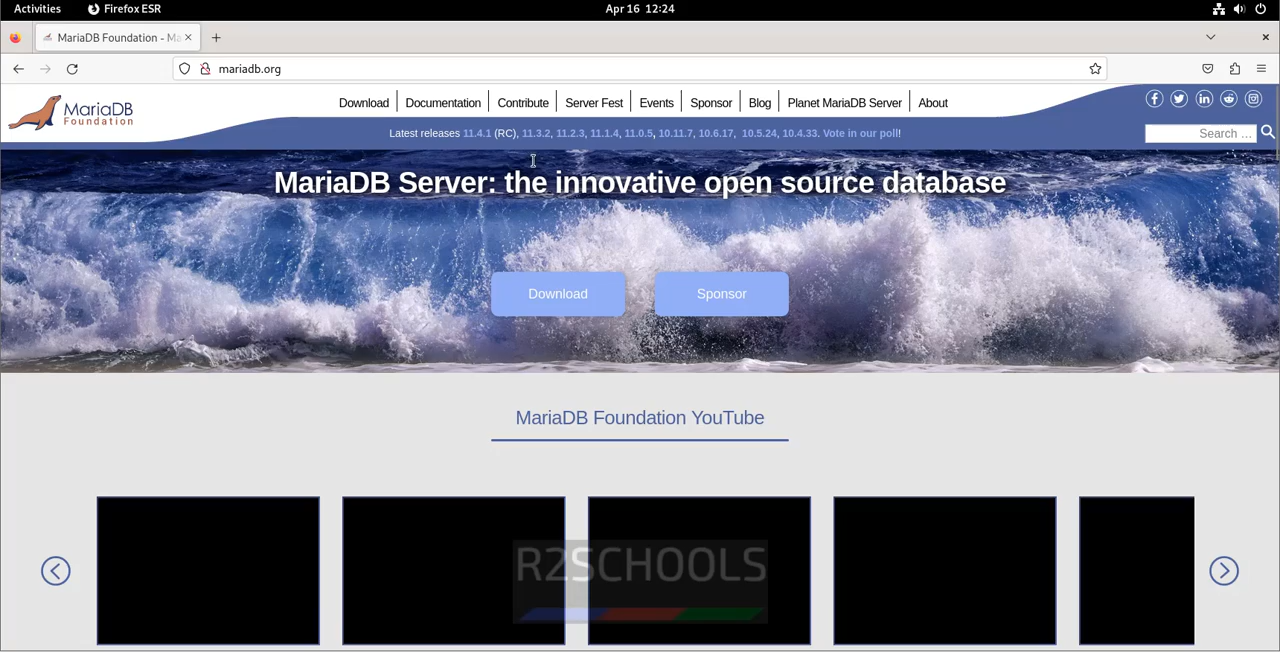 Activities Firefox ESR Apr 16 12:24
MariaDB Foundation - Ma
mariadb.org
MariaDB Foundation
Download Documentation Contribute Server Fest Events Sponsor Blog Planet MariaDB Server About
Latest releases 11.4.1 (RC), 11.3.2, 11.2.3, 11.1.4, 11.0.5, 10.11.7, 10.6.17, 10.5.24, 10.4.33. Vote in our poll!
Search ...
MariaDB Server: the innovative open source database
Download Sponsor
MariaDB Foundation YouTube
R2SCHOOLS